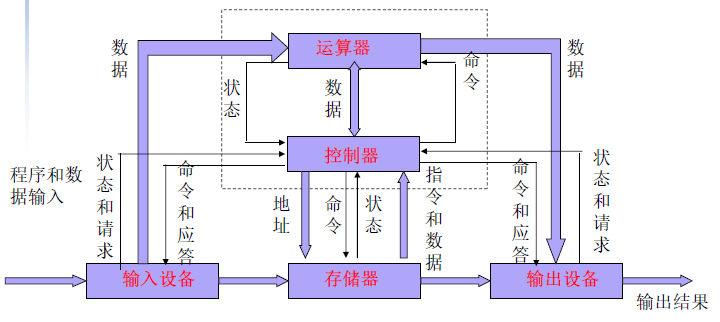 运算器
数据
数据
状态
数据
命令
控制器
程序和数
据输入
状态和请求
命令和应答
地址
命令
状态
指令和数据
命令和应答
状态和请求
输入设备
存储器
输出设备
输出结果